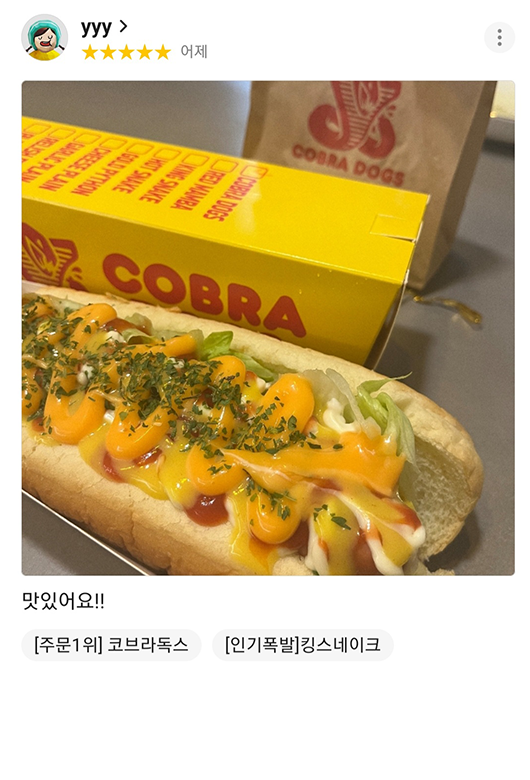 yyy
어제
COBRA DOGS
COBRA DOGS
RED MAMBA
KING SNAKE
HOT SNAKE
GOLD PYTHON
CHEESE PLAIN
GARLIC PLAIN
COBRA
맛있어요!!
[주문1위] 코브라독스
[인기폭발]킹스네이크